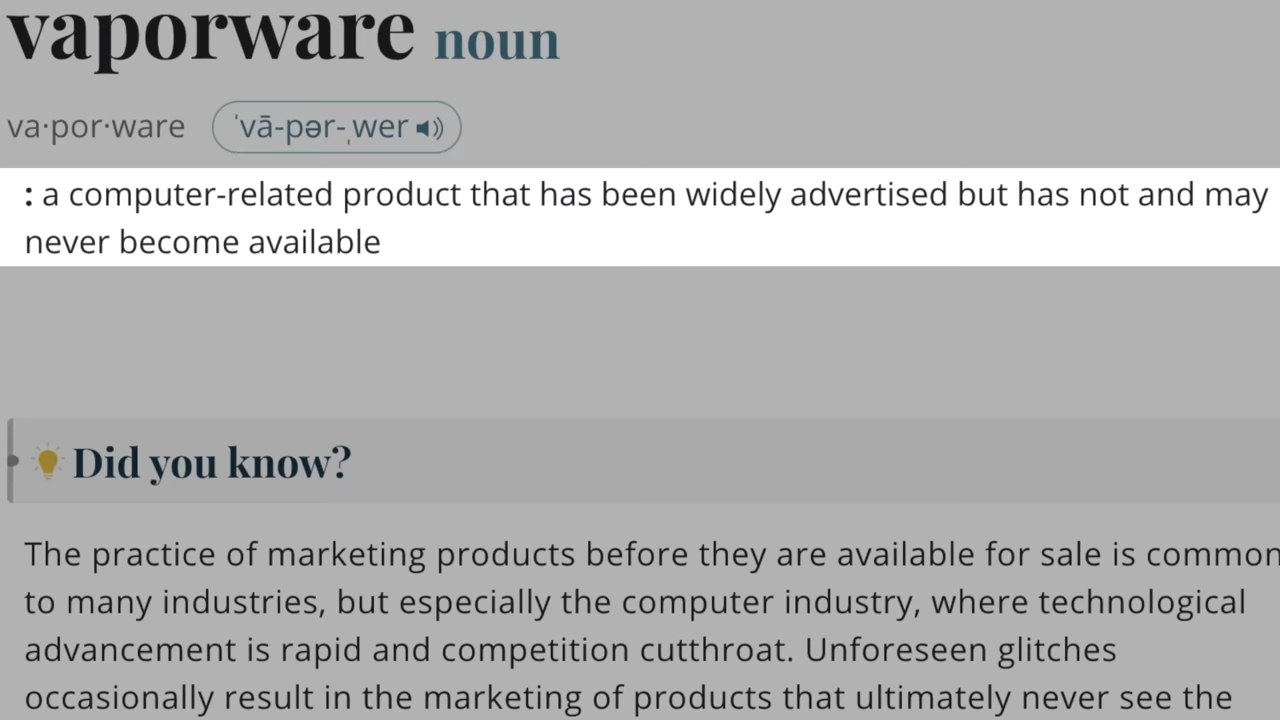 vaporware noun
va·por·ware ˈvā-pər-ˌwer
: a computer-related product that has been widely advertised but has not and may
never become available
Did you know?
The practice of marketing products before they are available for sale is common
to many industries, but especially the computer industry, where technological
advancement is rapid and competition cutthroat. Unforeseen glitches
occasionally result in the marketing of products that ultimately never see the